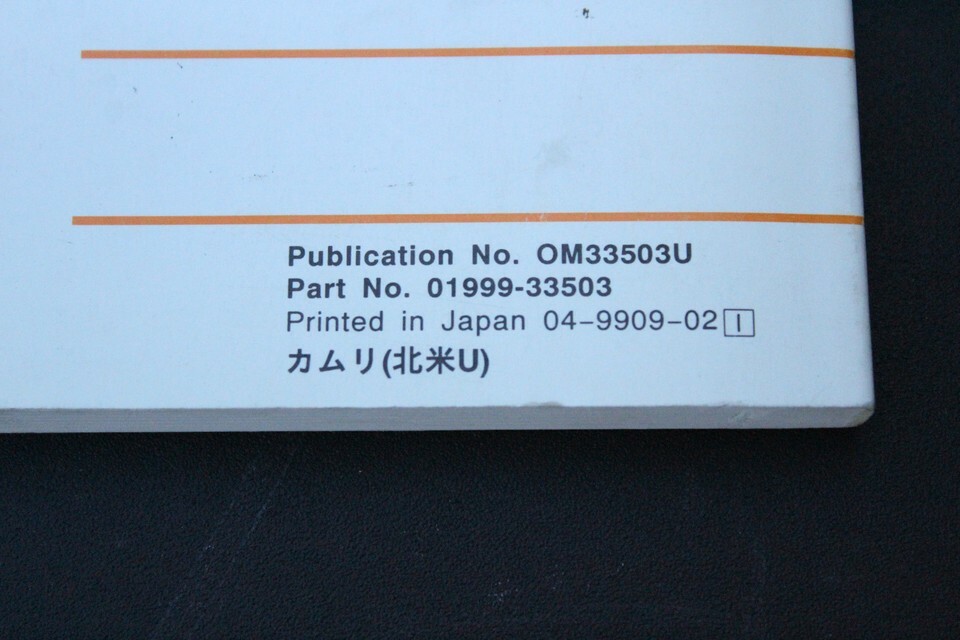 Publication No. OM33503U
Part No. 01999-33503
Printed in Japan 04-9909-02 I
カムリ(北米U)